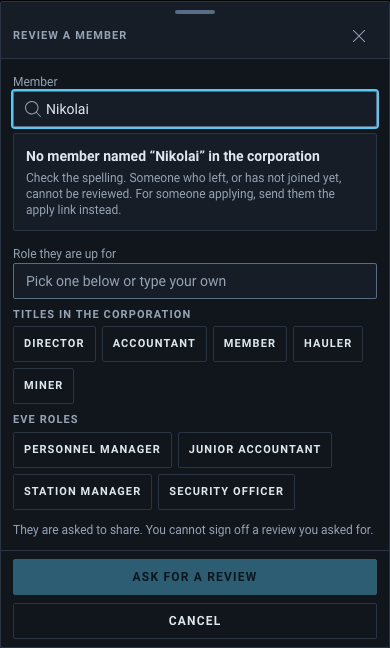 REVIEW A MEMBER
Member
Nikolai
No member named “Nikolai” in the corporation
Check the spelling. Someone who left, or has not joined yet,
cannot be reviewed. For someone applying, send them the
apply link instead.
Role they are up for
Pick one below or type your own
TITLES IN THE CORPORATION
DIRECTOR ACCOUNTANT MEMBER HAULER
MINER
EVE ROLES
PERSONNEL MANAGER JUNIOR ACCOUNTANT
STATION MANAGER SECURITY OFFICER
They are asked to share. You cannot sign off a review you asked for.
ASK FOR A REVIEW
CANCEL